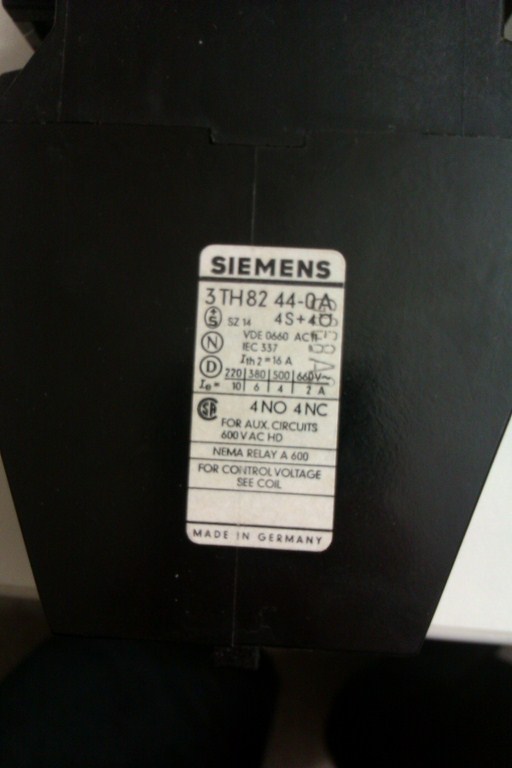 SIEMENS
3TH82 44-0A
S SZ 14 4S+4Ö
N VDE 0660 AC11
IEC 337
D Ith2=16 A
220 380 500 660V~
Ie= 10 6 4 2 A
SA 4 NO 4 NC
FOR AUX. CIRCUITS
600 V AC HD
NEMA RELAY A 600
FOR CONTROL VOLTAGE
SEE COIL
MADE IN GERMANY